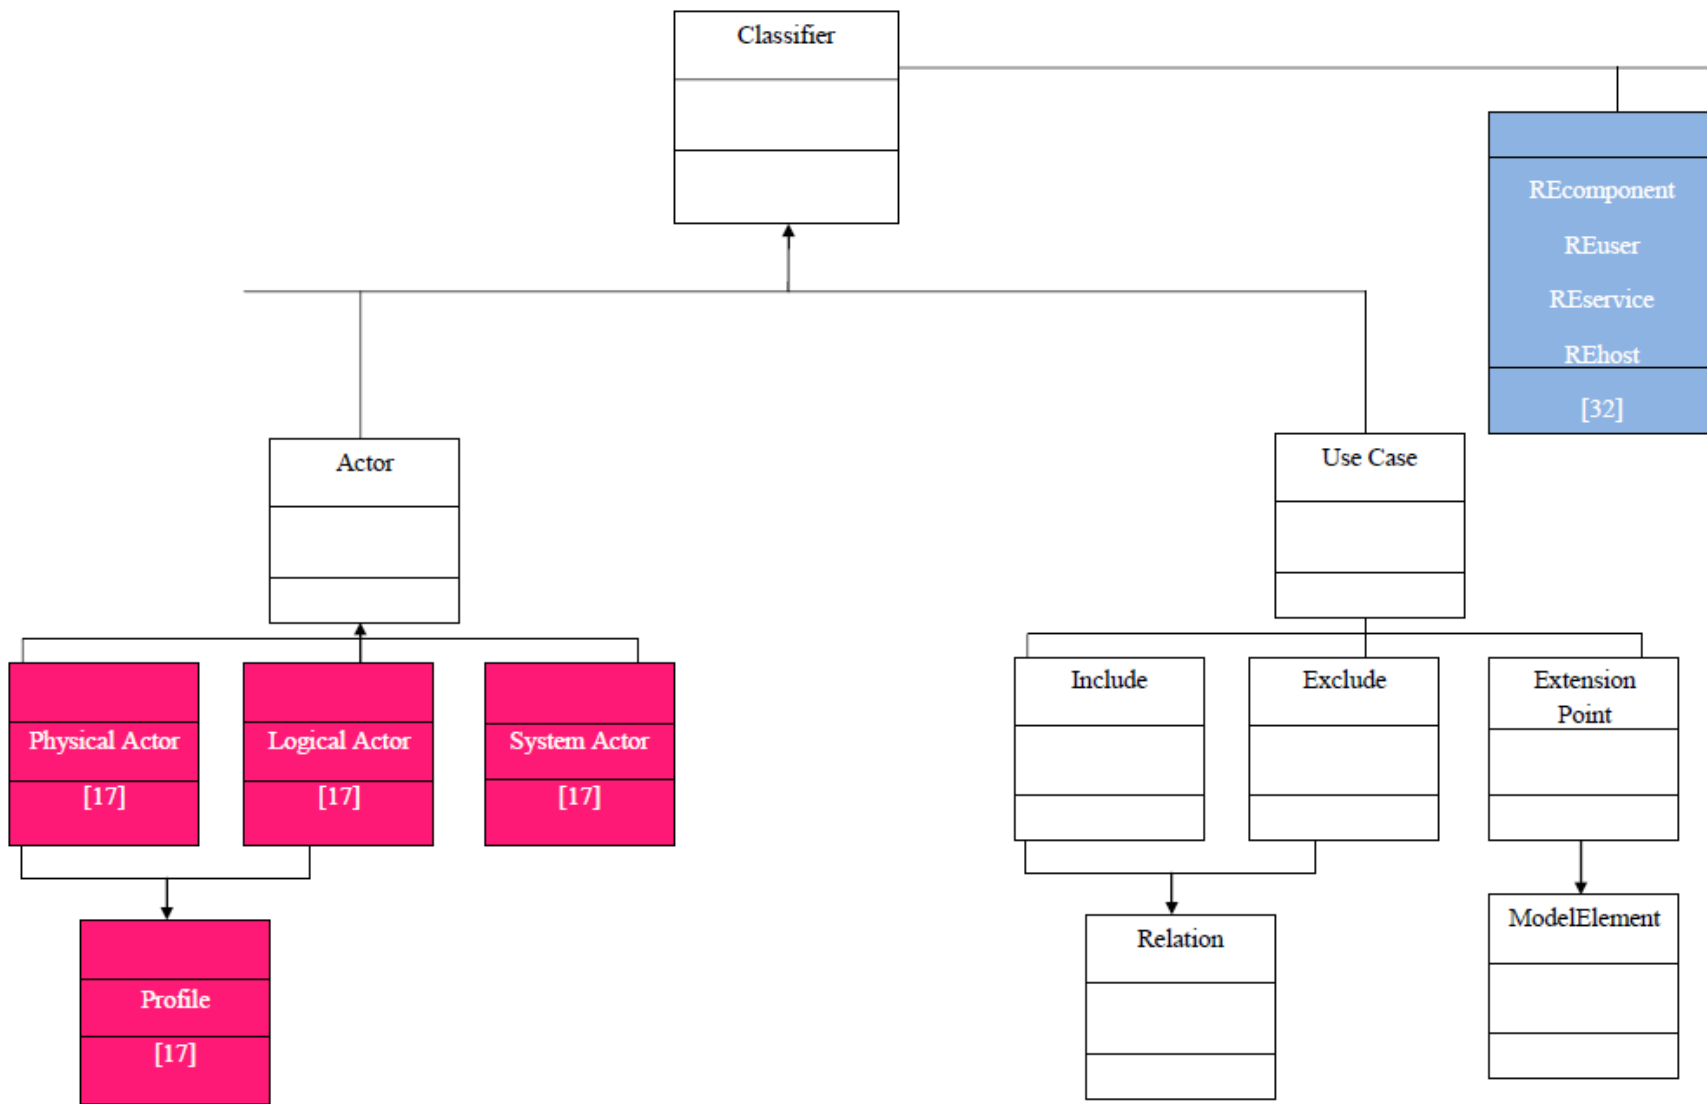 Classifier
REcomponent
REuser
REservice
REhost
[32]
Actor
Use Case
Physical Actor
[17]
Logical Actor
[17]
System Actor
[17]
Include
Exclude
Extension
Point
Profile
[17]
Relation
ModelElement